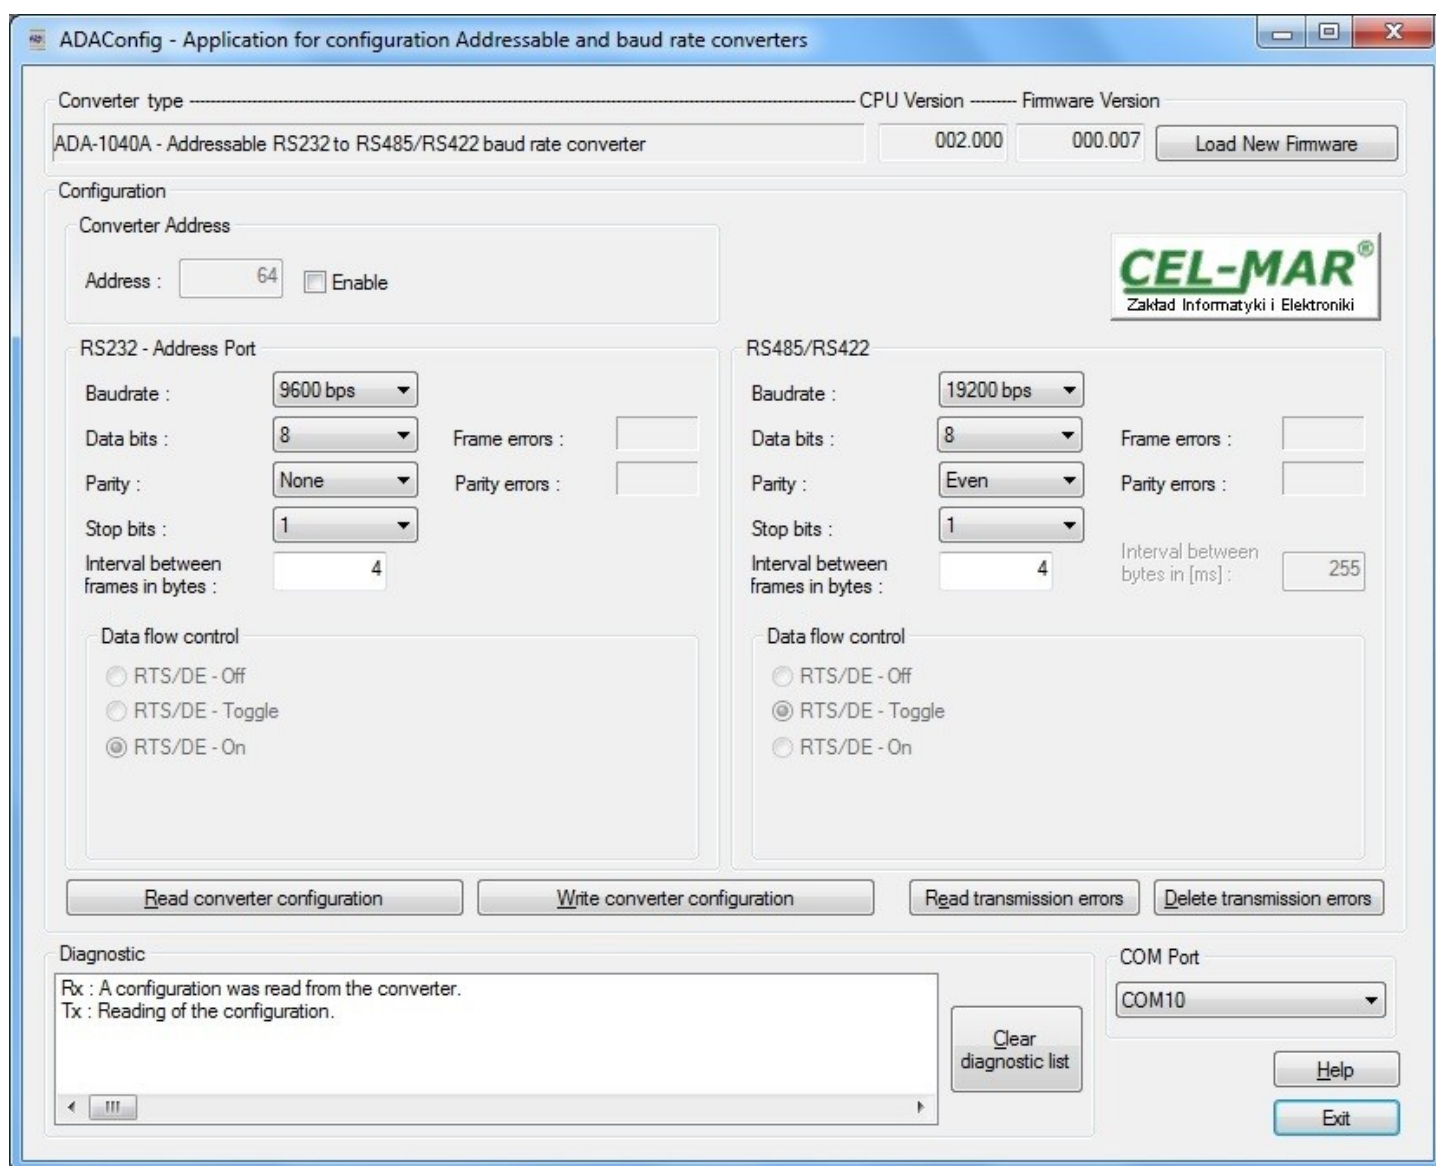 ADAConfig - Application for configuration Addressable and baud rate converters
Converter type CPU Version Firmware Version
ADA-1040A - Addressable RS232 to RS485/RS422 baud rate converter 002.000 000.007 Load New Firmware
Configuration
Converter Address
Address : 64 Enable
CEL-MAR®
Zakład Informatyki i Elektroniki
RS232 - Address Port
Baudrate : 9600 bps
Data bits : 8 Frame errors :
Parity : None Parity errors :
Stop bits : 1
Interval between
frames in bytes : 4
Data flow control
RTS/DE - Off
RTS/DE - Toggle
RTS/DE - On
RS485/RS422
Baudrate : 19200 bps
Data bits : 8 Frame errors :
Parity : Even Parity errors :
Stop bits : 1
Interval between
frames in bytes : 4
Interval between
bytes in [ms] : 255
Data flow control
RTS/DE - Off
RTS/DE - Toggle
RTS/DE - On
Read converter configuration Write converter configuration Read transmission errors Delete transmission errors
Diagnostic
Rx : A configuration was read from the converter.
Tx : Reading of the configuration.
Clear
diagnostic list
COM Port
COM10
Help
Exit